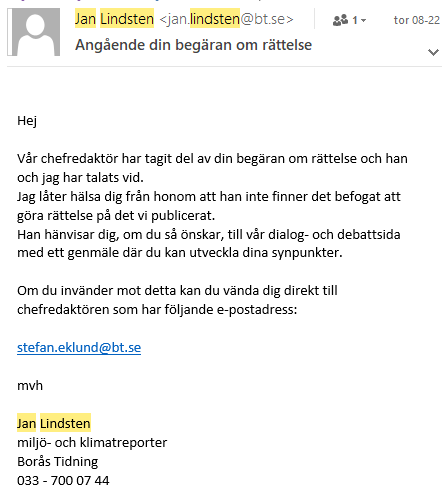 Jan Lindsten <jan.lindsten@bt.se>
1
tor 08-22
Angående din begäran om rättelse
Hej
Vår chefredaktör har tagit del av din begäran om rättelse och han
och jag har talats vid.
Jag låter hälsa dig från honom att han inte finner det befogat att
göra rättelse på det vi publicerat.
Han hänvisar dig, om du så önskar, till vår dialog- och debattsida
med ett genmäle där du kan utveckla dina synpunkter.
Om du invänder mot detta kan du vända dig direkt till
chefredaktören som har följande e-postadress:
stefan.eklund@bt.se
mvh
Jan Lindsten
miljö- och klimatreporter
Borås Tidning
033 - 700 07 44